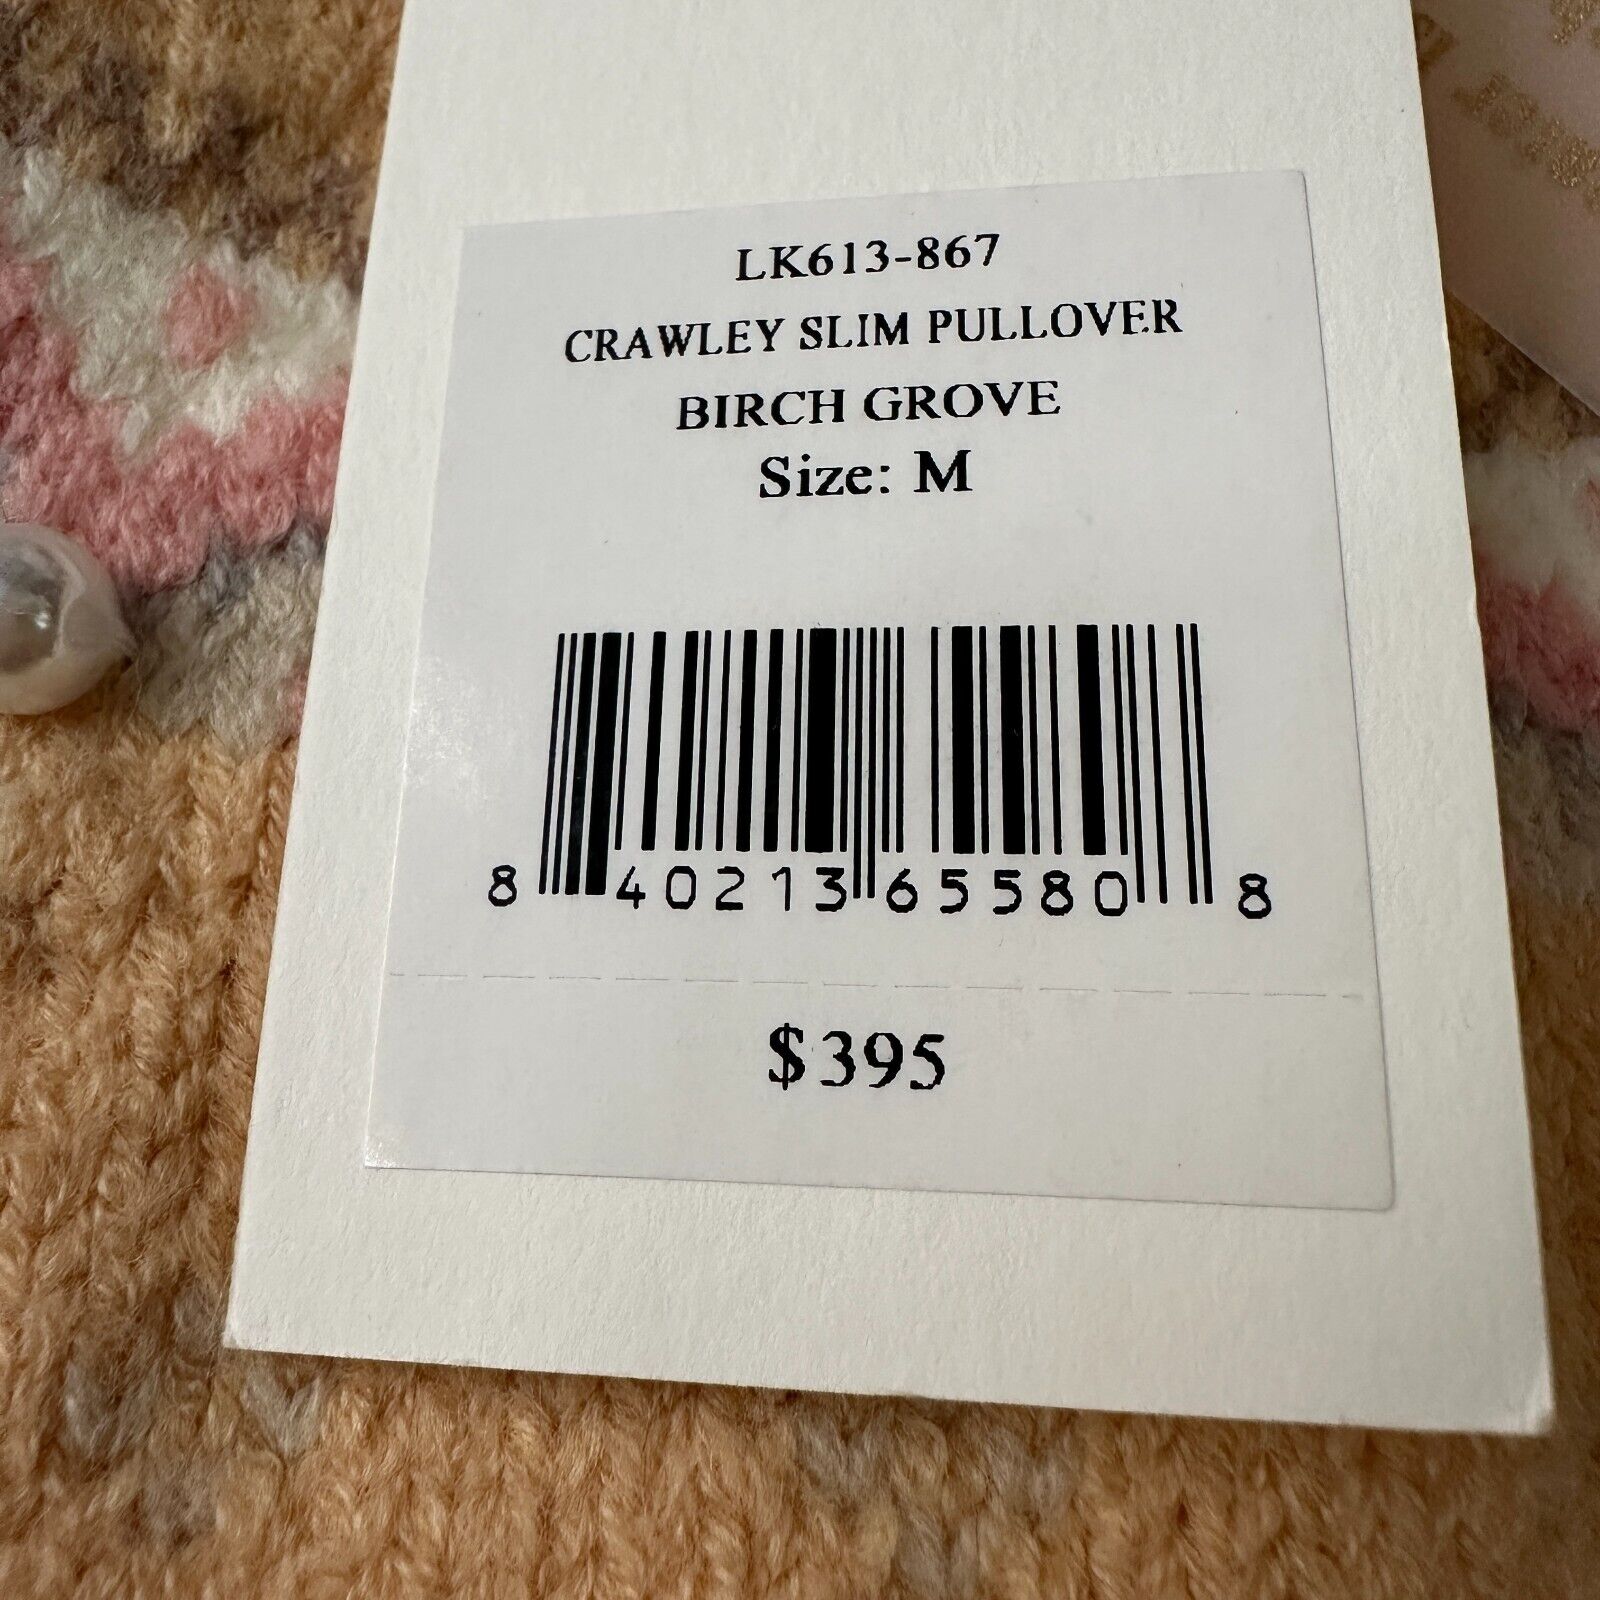 LK613-867
CRAWLEY SLIM PULLOVER
BIRCH GROVE
Size: M
8 40213 65580 8
$395